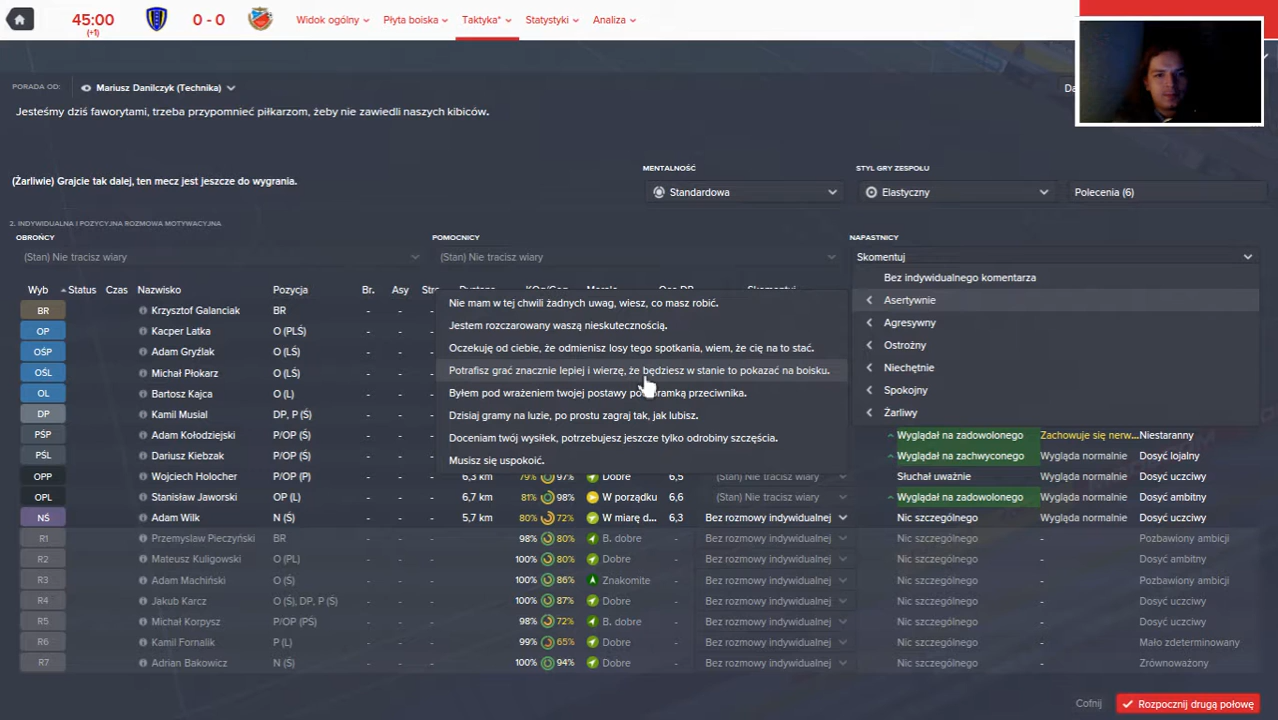 45:00 0 - 0 Widok ogólny Płyta boiska Taktyka* Statystyki Analiza
(+1)
PORADA OD: Mariusz Danilczyk (Technika)
Jesteśmy dziś faworytami, trzeba przypomnieć piłkarzom, żeby nie zawiedli naszych kibiców.
MENTALNOŚĆ STYL GRY ZESPOŁU
(Żarliwie) Grajcie tak dalej, ten mecz jest jeszcze do wygrania. Standardowa Elastyczny Polecenia (6)
2. INDYWIDUALNA I POZYCYJNA ROZMOWA MOTYWACYJNA
OBROŃCY POMOCNICY NAPASTNICY
(Stan) Nie tracisz wiary (Stan) Nie tracisz wiary Skomentuj
Bez indywidualnego komentarza
Asertywnie
Agresywny
Ostrożny
Niechętnie
Spokojny
Żarliwy
Nie mam w tej chwili żadnych uwag, wiesz, co masz robić.
Jestem rozczarowany waszą nieskutecznością.
Oczekuję od ciebie, że odmienisz losy tego spotkania, wiem, że cię na to stać.
Potrafisz grać znacznie lepiej i wierzę, że będziesz w stanie to pokazać na boisku.
Byłem pod wrażeniem twojej postawy przeciwnika.
Dzisiaj gramy na luzie, po prostu zagraj tak, jak lubisz.
Doceniam twój wysiłek, potrzebujesz jeszcze tylko odrobiny szczęścia.
Musisz się uspokoić.
Wyb Status Czas Nazwisko Pozycja Br. Asy
BR - Krzysztof Galanciak BR - - -
OP - Kacper Latka OP (PLŚ) - - -
OŚP - Adam Gryźlak O (LŚ) - - -
OŚL - Michał Płokarz O (LŚ) - - -
OL - Bartosz Kajca O (L) - - -
DP - Kamil Musial DP, P (Ś) - - -
PŚP - Adam Kołodziejski P/OP (Ś) - - - Wyglądał na zadowolonego Zachowuje się nerw... Niestaranny
PŚL - Dariusz Kiebzak P/OP (Ś) - - - Wyglądał na zachwyconego Wygląda normalnie Dosyć lojalny
OPP - Wojciech Holocher P/OP (Ś) - - - 6,3 km 79% 97% Dobre 6,5 (Stan) Nie tracisz wiary Słuchał uważnie Wygląda normalnie Dosyć uczciwy
OPL - Stanisław Jaworski OP (L) - - - 6,7 km 81% 98% W porządku 6,6 (Stan) Nie tracisz wiary Wyglądał na zadowolonego Wygląda normalnie Dosyć ambitny
NŚ - Adam Wilk N (Ś) - - - 5,7 km 80% 72% W miarę d... 6,3 Bez rozmowy indywidualnej Nic szczególnego Wygląda normalnie Dosyć uczciwy
R1 Przemysław Pieczyński BR - - - 98% 80% B. dobre - Bez rozmowy indywidualnej Nic szczególnego - Pozbawiony ambicji
R2 Mateusz Kuligowski O (PL) - - - 100% 80% Dobre - Bez rozmowy indywidualnej Nic szczególnego - Dosyć ambitny
R3 Adam Machiński O (Ś) - - - 100% 86% Znakomite - Bez rozmowy indywidualnej Nic szczególnego - Pozbawiony ambicji
R4 Jakub Karcz O (Ś), DP, P (Ś) - - - 100% 87% Dobre - Bez rozmowy indywidualnej Nic szczególnego - Dosyć uczciwy
R5 Michał Korpysz P/OP (PŚ) - - - 98% 72% B. dobre - Bez rozmowy indywidualnej Nic szczególnego - Dosyć uczciwy
R6 Kamil Fornalik P (L) - - - 99% 65% Dobre - Bez rozmowy indywidualnej Nic szczególnego - Mało zdeterminowany
R7 Adrian Bakowicz N (Ś) - - - 100% 94% Dobre - Bez rozmowy indywidualnej Nic szczególnego - Zrównoważony
Cofnij Rozpocznij drugą połowę